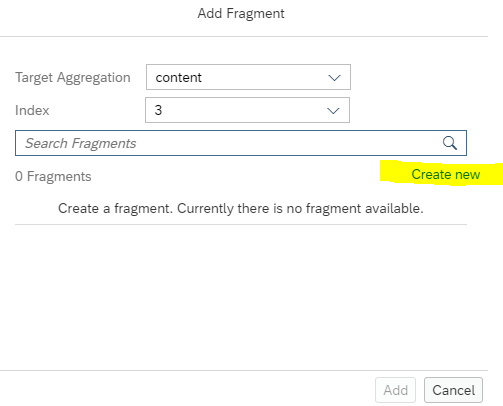 Add Fragment
Target Aggregation content
Index 3
Search Fragments
0 Fragments Create new
Create a fragment. Currently there is no fragment available.
Add Cancel